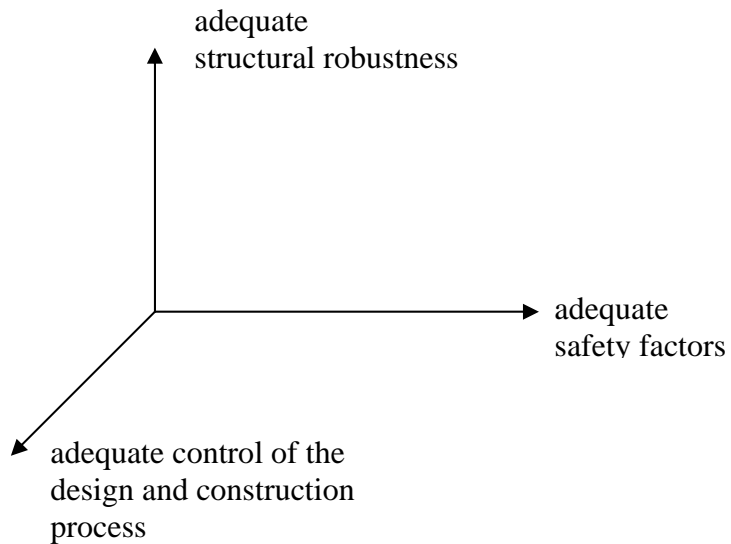 adequate
structural robustness
adequate
safety factors
adequate control of the
design and construction
process